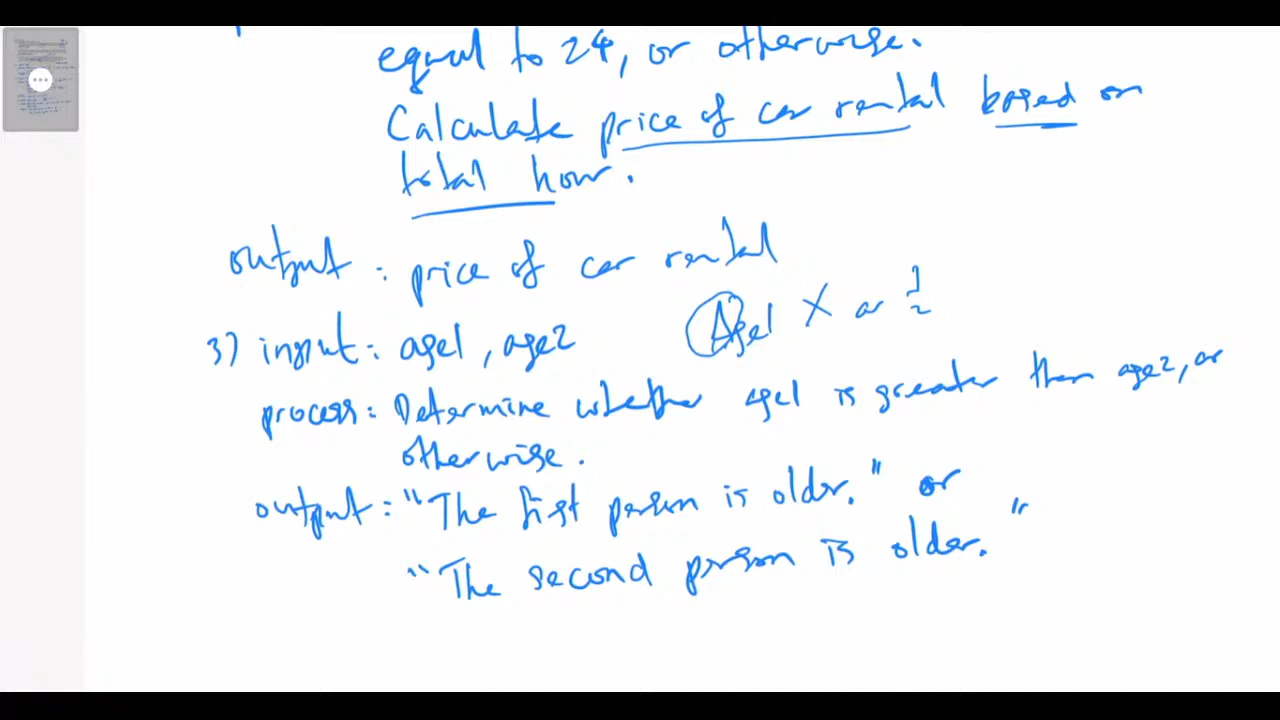 equal to 24, or otherwise.
Calculate price of car rental based on
total hour.
output : price of car rental
3) input : age1, age2 Age1 X or 1/2
process : Determine whether age1 is greater than age2, or
otherwise.
output : "The first person is older." or
"The second person is older."